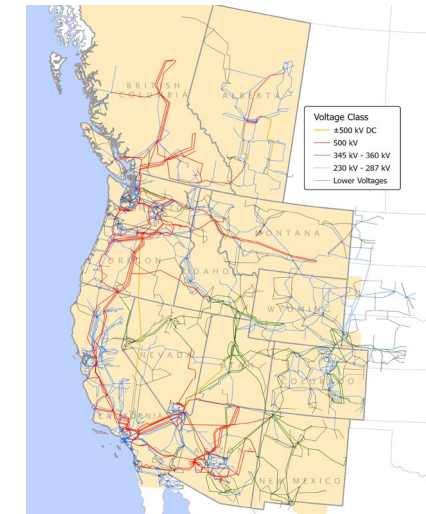 BRITISH
COLUMBIA
ALBERTA
Voltage Class
±500 kV DC
500 kV
345 kV - 360 kV
230 kV - 287 kV
Lower Voltages
MONTANA
OREGON
IDAHO
WYOMING
NEVADA
COLORADO
CALIFORNIA
NEW MEXICO